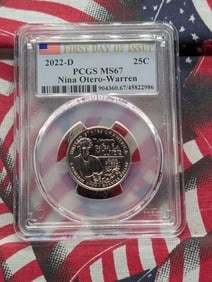 FIRST DAY OF ISSUE
2022-D 25C
PCGS MS67
Nina Otero-Warren
904360.67/45822986